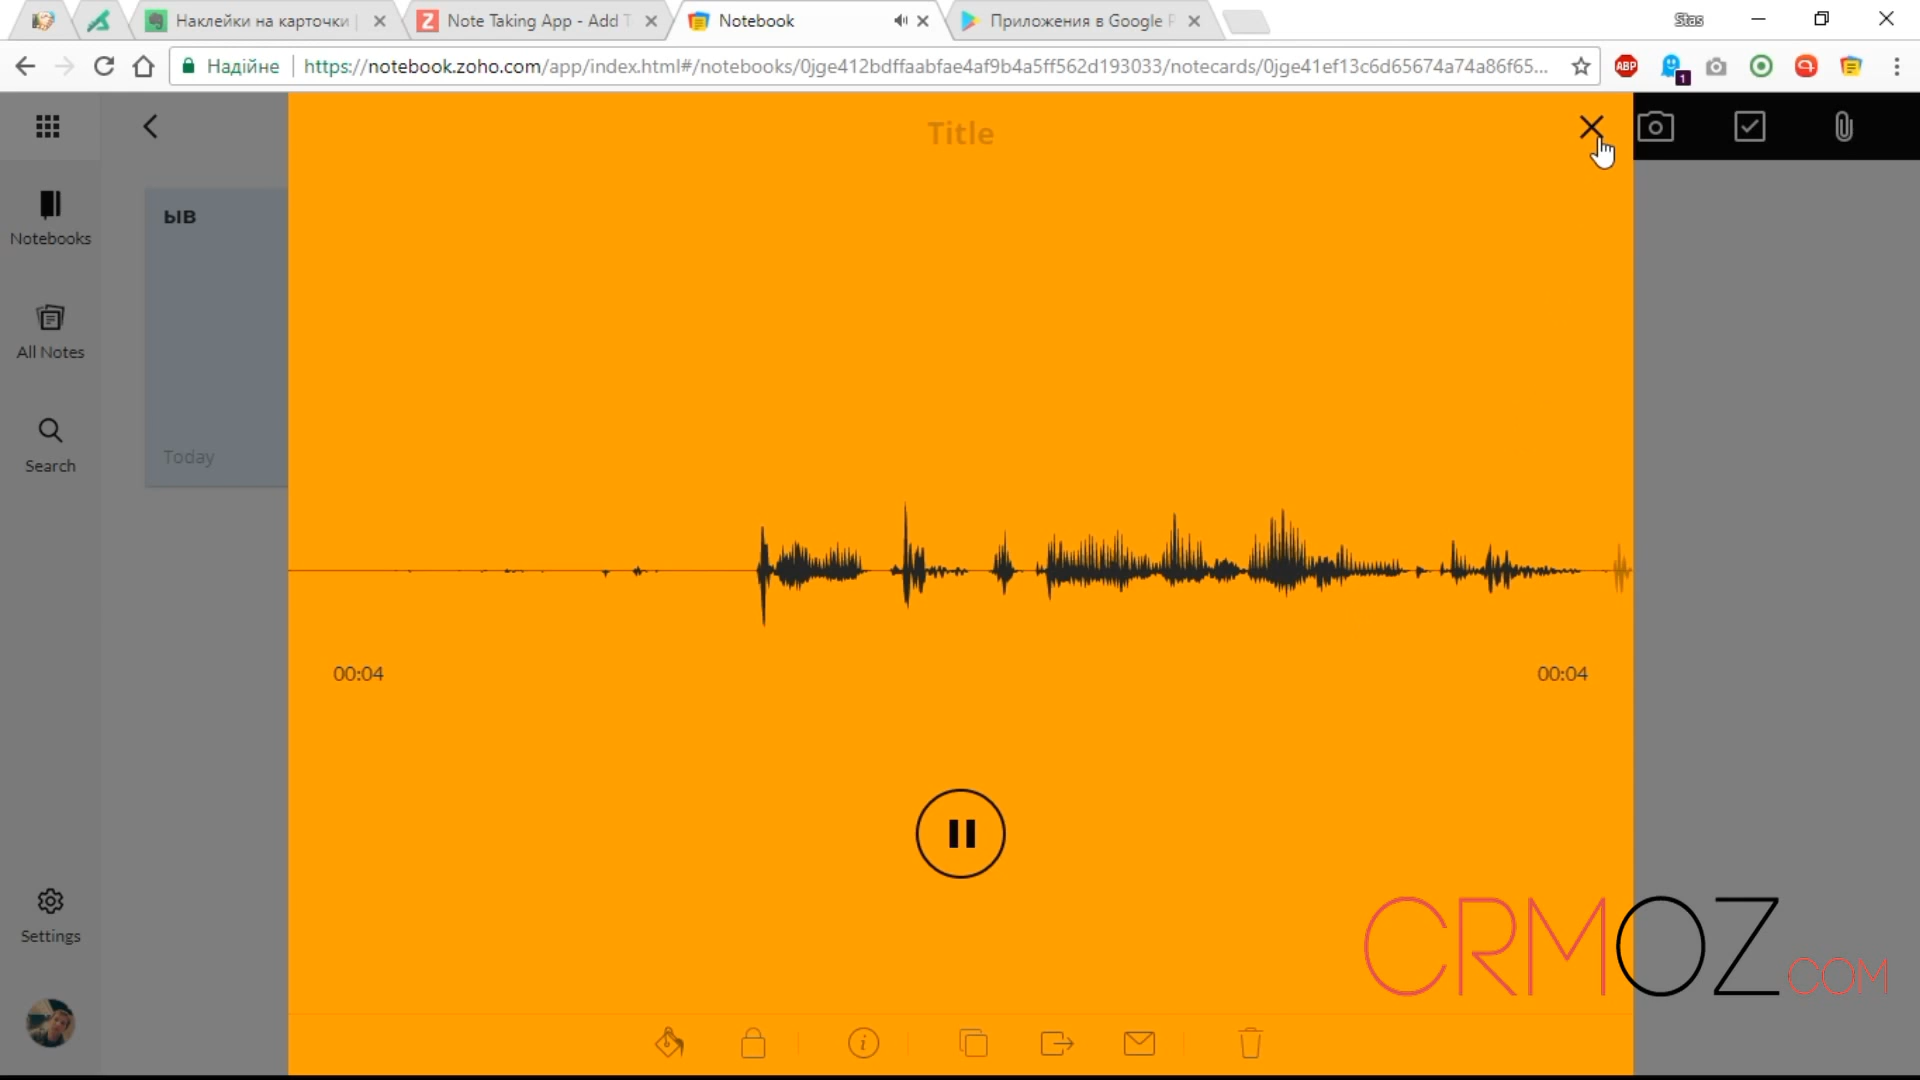 Наклейки на карточки
Note Taking App - Add T
Notebook
Приложения в Google P
Stas
Надійне
https://notebook.zoho.com/app/index.html#/notebooks/0jge412bdffaabfae4af9b4a5ff562d193033/notecards/0jge41ef13c6d65674a74a86f65...
ABP
1
Title
ыв
Notebooks
All Notes
Today
Search
00:04
00:04
Settings
CRMOZ.COM